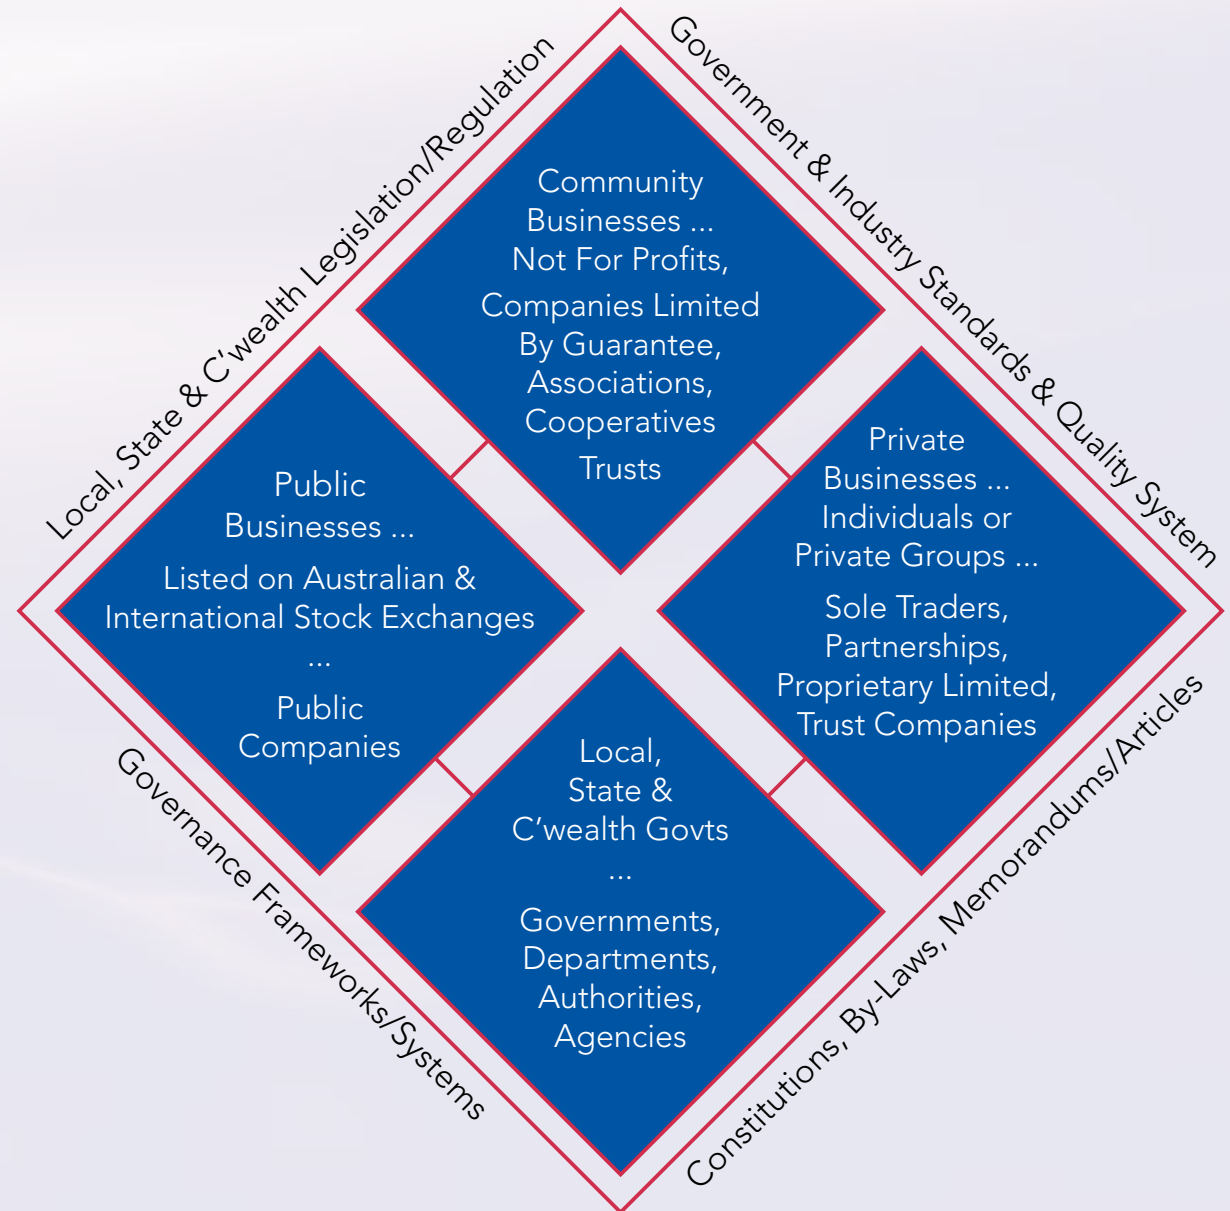 Local, State & C'wealth Legislation/Regulation
Government & Industry Standards & Quality System
Community
Businesses ...
Not For Profits,
Companies Limited
By Guarantee,
Associations,
Cooperatives
Trusts
Public
Businesses ...
Listed on Australian &
International Stock Exchanges
...
Public
Companies
Private
Businesses ...
Individuals or
Private Groups ...
Sole Traders,
Partnerships,
Proprietary Limited,
Trust Companies
Local,
State &
C'wealth Govts
...
Governments,
Departments,
Authorities,
Agencies
Governance Frameworks/Systems
Constitutions, By-Laws, Memorandums/Articles